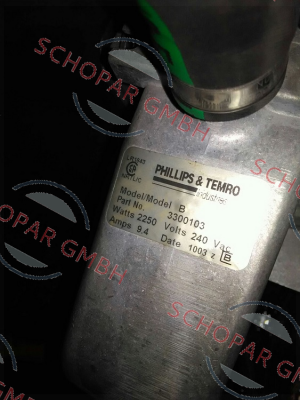 SCHOPAR GMBH
PHILLIPS & TEMRO
Industries
Model/Model B
Part No. 3300103
Watts 2250 Volts 240 Vac
Amps 9.4 Date 1003 z B
SCHOPAR GMBH
SCHOPAR GMBH
SCHOPAR GMBH